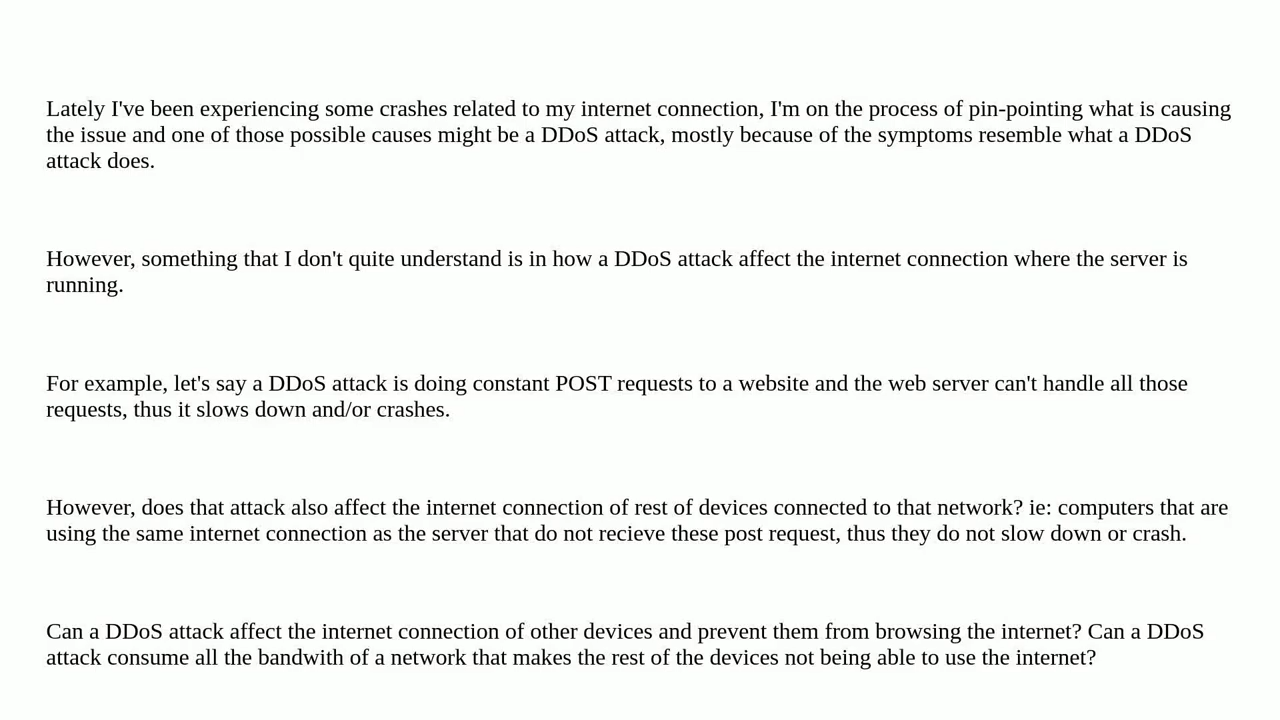 Lately I've been experiencing some crashes related to my internet connection, I'm on the process of pin-pointing what is causing
the issue and one of those possible causes might be a DDoS attack, mostly because of the symptoms resemble what a DDoS
attack does.
However, something that I don't quite understand is in how a DDoS attack affect the internet connection where the server is
running.
For example, let's say a DDoS attack is doing constant POST requests to a website and the web server can't handle all those
requests, thus it slows down and/or crashes.
However, does that attack also affect the internet connection of rest of devices connected to that network? ie: computers that are
using the same internet connection as the server that do not recieve these post request, thus they do not slow down or crash.
Can a DDoS attack affect the internet connection of other devices and prevent them from browsing the internet? Can a DDoS
attack consume all the bandwith of a network that makes the rest of the devices not being able to use the internet?